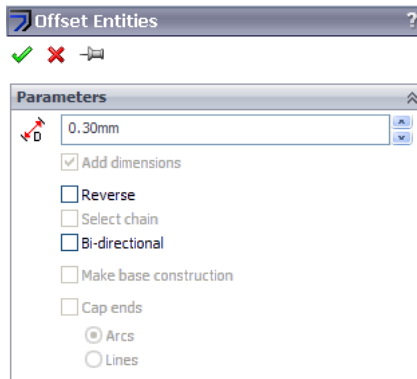 Offset Entities ?
Parameters
D 0.30mm
Add dimensions
Reverse
Select chain
Bi-directional
Make base construction
Cap ends
Arcs
Lines